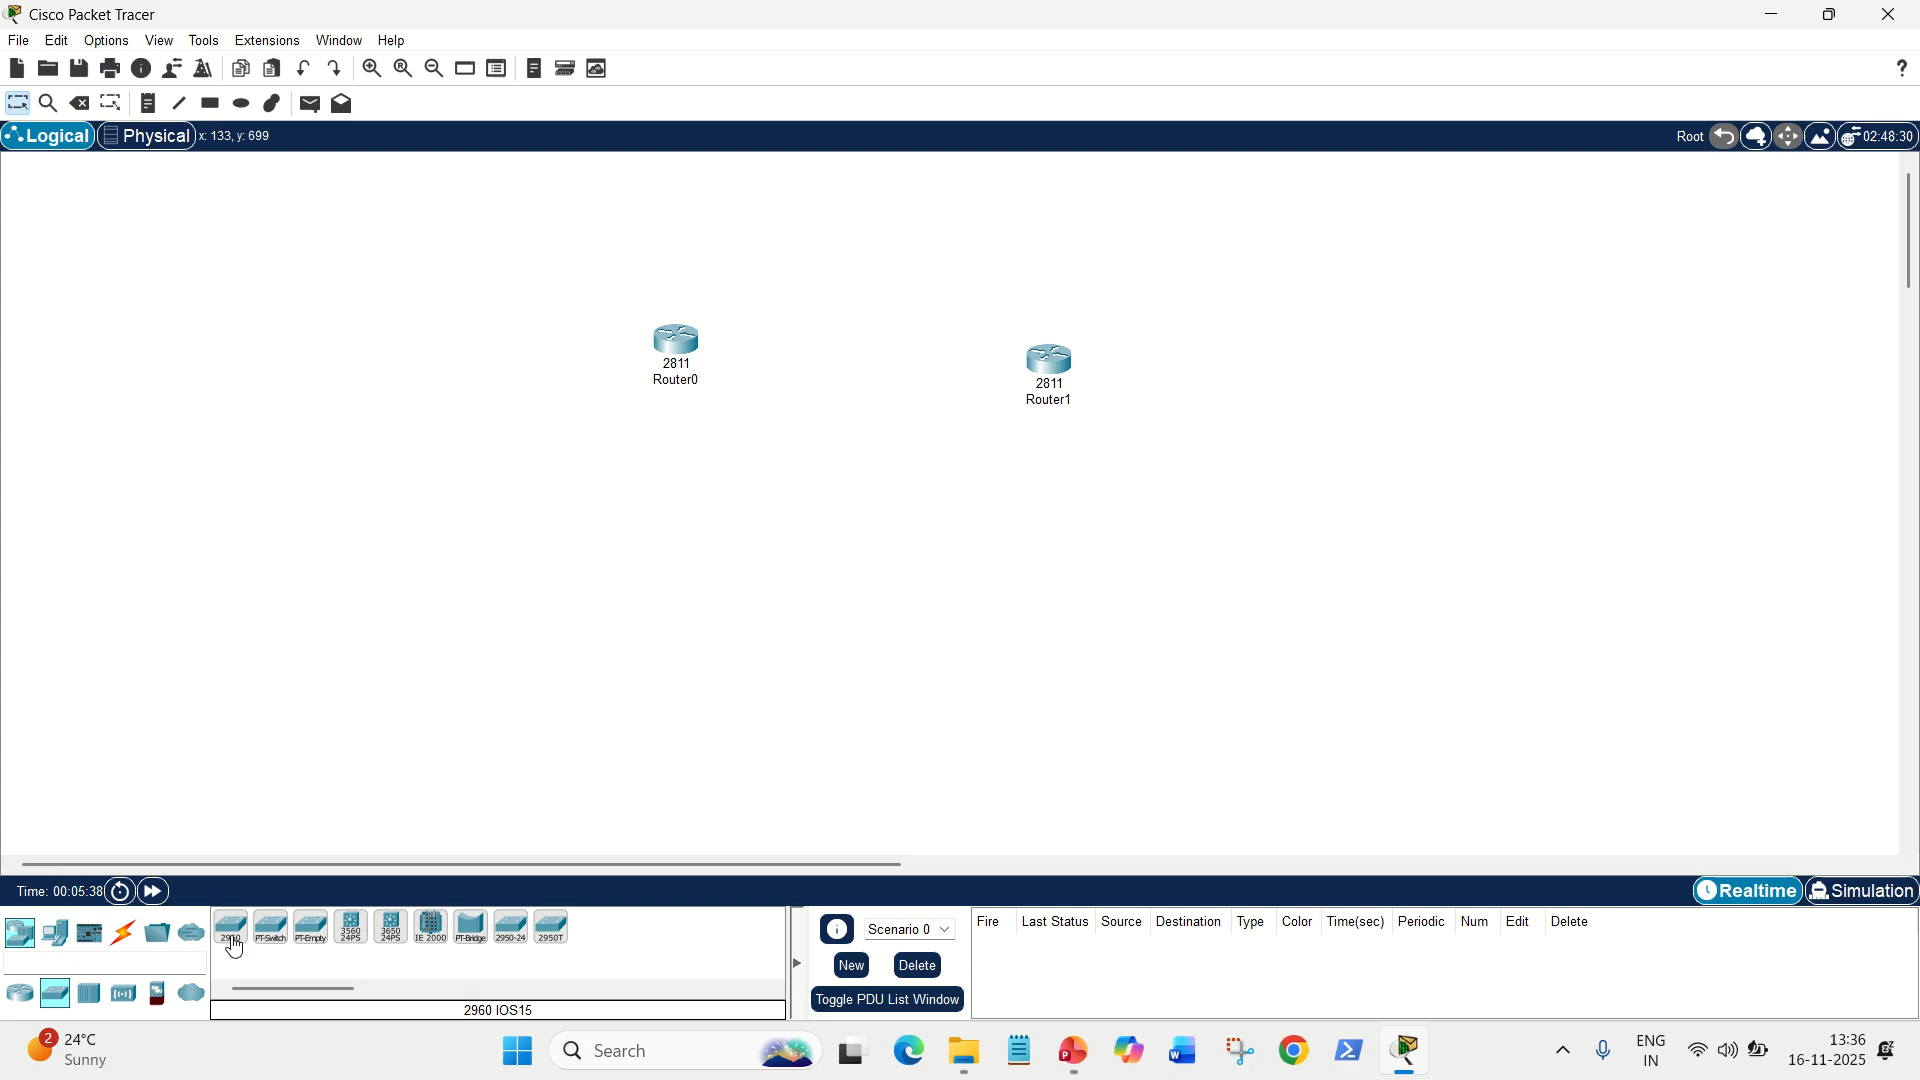 Cisco Packet Tracer
File Edit Options View Tools Extensions Window Help
?
Logical Physical x: 133, y: 699 Root 02:48:30
2811
Router0
2811
Router1
Time: 00:05:38 Realtime Simulation
2960 PT-Switch PT-Empty 3560 24PS 3650 24PS IE 2000 PT-Bridge 2950-24 2950T
2960 IOS15
Scenario 0
New Delete
Toggle PDU List Window
Fire Last Status Source Destination Type Color Time(sec) Periodic Num Edit Delete
2 24°C
Sunny
Search
ENG
IN
13:36
16-11-2025